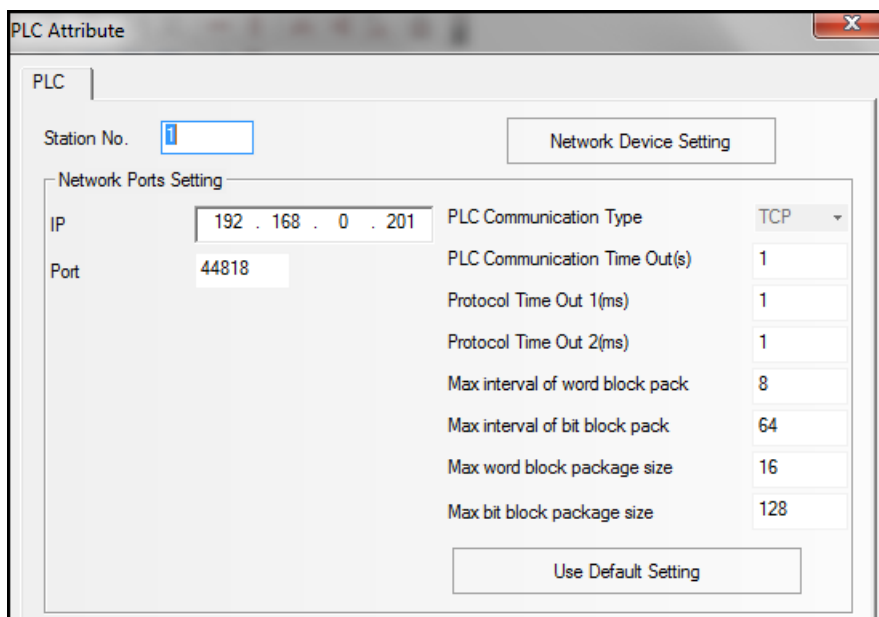 PLC Attribute
PLC
Station No. 1
Network Device Setting
Network Ports Setting
IP 192 . 168 . 0 . 201
Port 44818
PLC Communication Type TCP
PLC Communication Time Out(s) 1
Protocol Time Out 1(ms) 1
Protocol Time Out 2(ms) 1
Max interval of word block pack 8
Max interval of bit block pack 64
Max word block package size 16
Max bit block package size 128
Use Default Setting